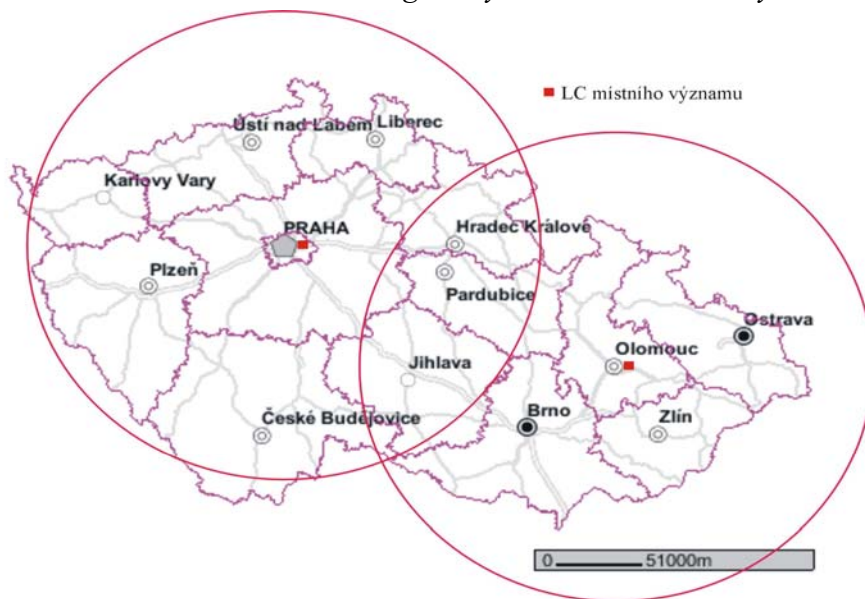 LC místního významu
Ústí nad Labem
Liberec
Karlovy Vary
PRAHA
Hradec Králové
Plzeň
Pardubice
Ostrava
Jihlava
Olomouc
České Budějovice
Brno
Zlín
0 51000m